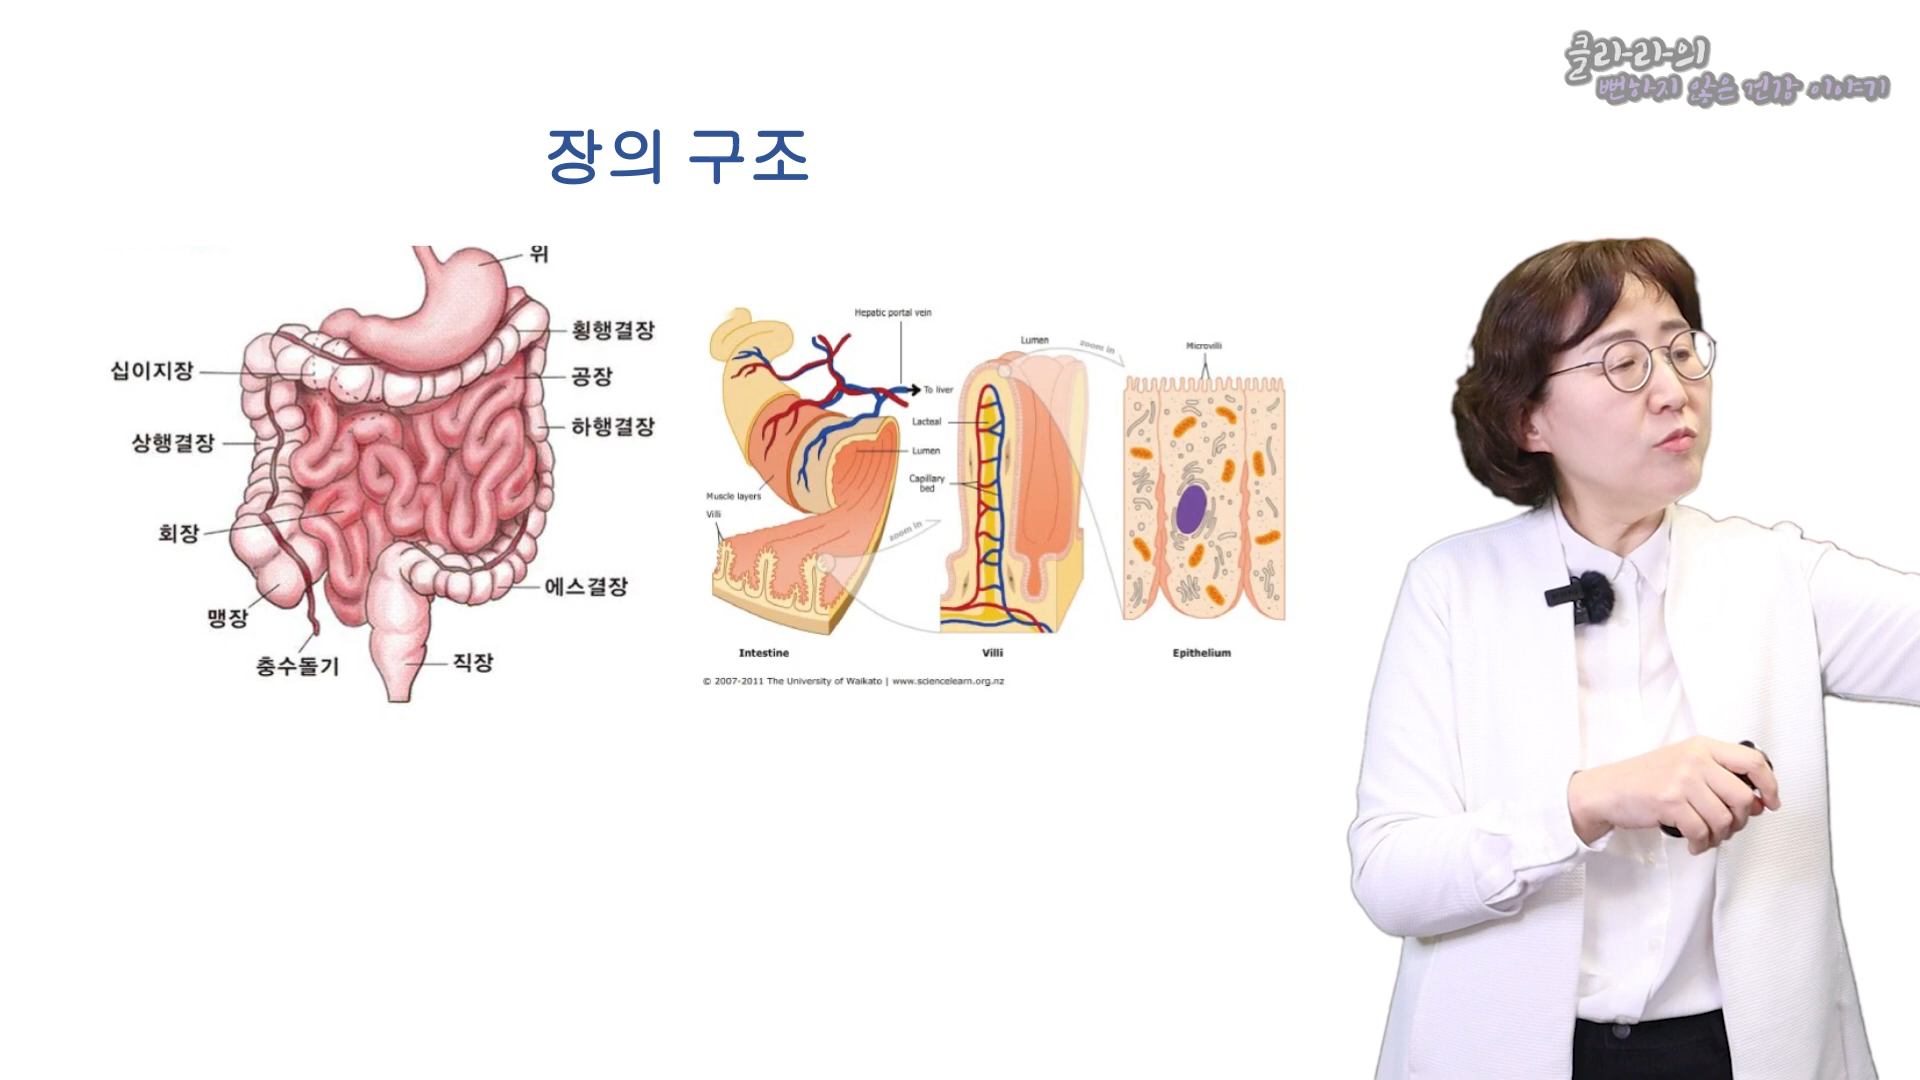 클라라의
뻔하지 않은 건강 이야기
장의 구조
위
횡행결장
십이지장
공장
하행결장
상행결장
회장
에스결장
맹장
충수돌기
직장
Hepatic portal vein
To liver
Muscle layers
Villi
zoom in
Intestine
Lumen
zoom in
Lacteal
Lumen
Capillary
bed
Villi
Microvilli
Epithelium
© 2007-2011 The University of Waikato | www.sciencelearn.org.nz